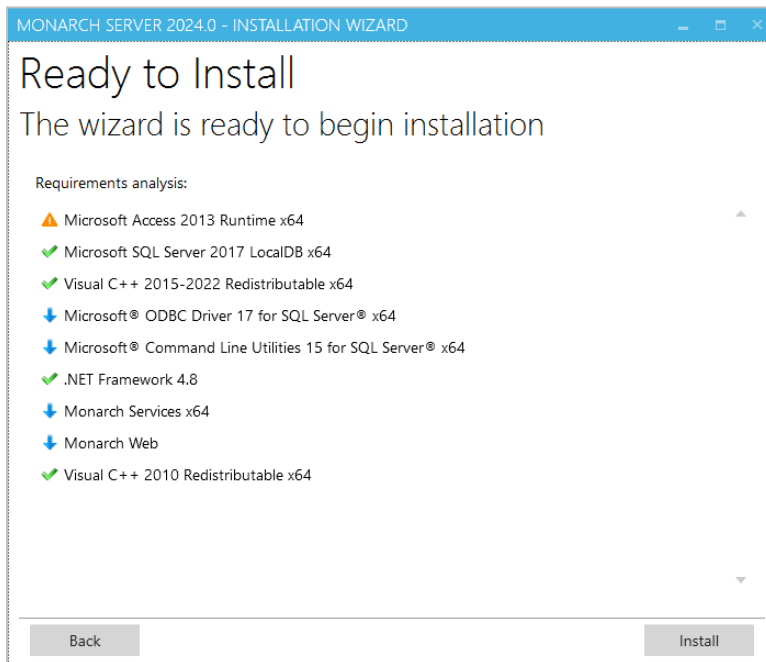 MONARCH SERVER 2024.0 - INSTALLATION WIZARD
Ready to Install
The wizard is ready to begin installation
Requirements analysis:
Microsoft Access 2013 Runtime x64
Microsoft SQL Server 2017 LocalDB x64
Visual C++ 2015-2022 Redistributable x64
Microsoft® ODBC Driver 17 for SQL Server® x64
Microsoft® Command Line Utilities 15 for SQL Server® x64
.NET Framework 4.8
Monarch Services x64
Monarch Web
Visual C++ 2010 Redistributable x64
Back
Install